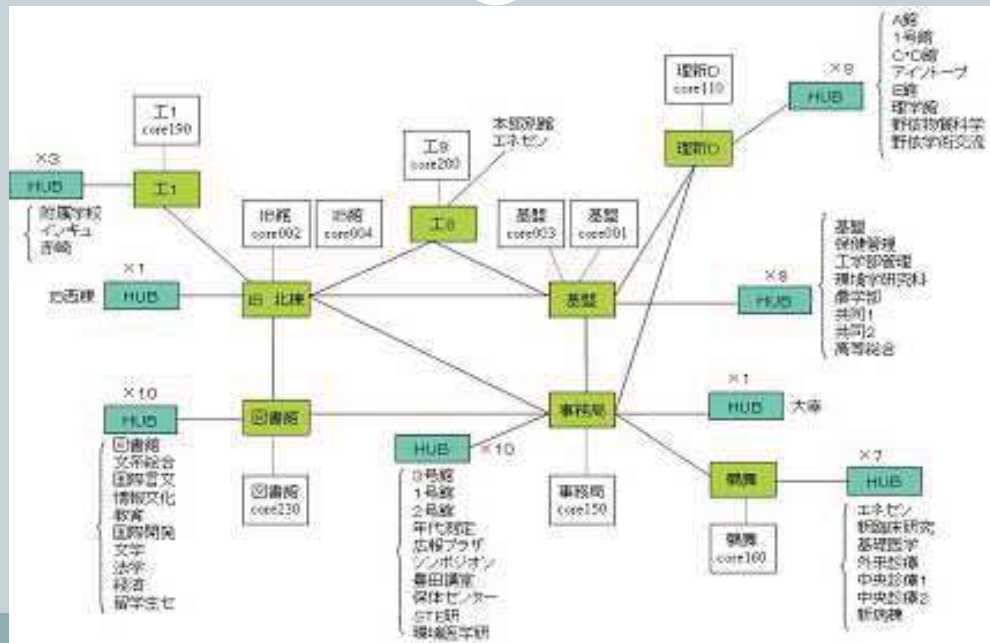 A館
1号館
C・D館
アイソトープ
E館
理学館
野依物質科学
野依学術交流
×8
HUB
理新D
core110
理新D
工1
core190
×3
HUB
工1
附属学校
インキュ
赤崎
工9
core200
本部別館
エネセン
旧館
core002
旧館
core004
基盤
core003
基盤
core001
×1
旧西棟
HUB
旧 北棟
基盤
×8
HUB
基盤
保健管理
工学部管理
環境学研究科
農学部
共同1
共同2
高等総合
×10
HUB
図書館
事務局
×1
HUB
大幸
図書館
文系総合
国際言文
情報文化
教育
国際開発
文学
法学
経済
留学生セ
図書館
core230
HUB
×10
3号館
1号館
2号館
年代測定
広報プラザ
シンポジオン
豊田講堂
保体センター
STE研
環境医学研
事務局
core150
鶴舞
×7
HUB
鶴舞
core160
エネセン
新臨床研究
基礎医学
外来診療
中央診療1
中央診療2
新病棟